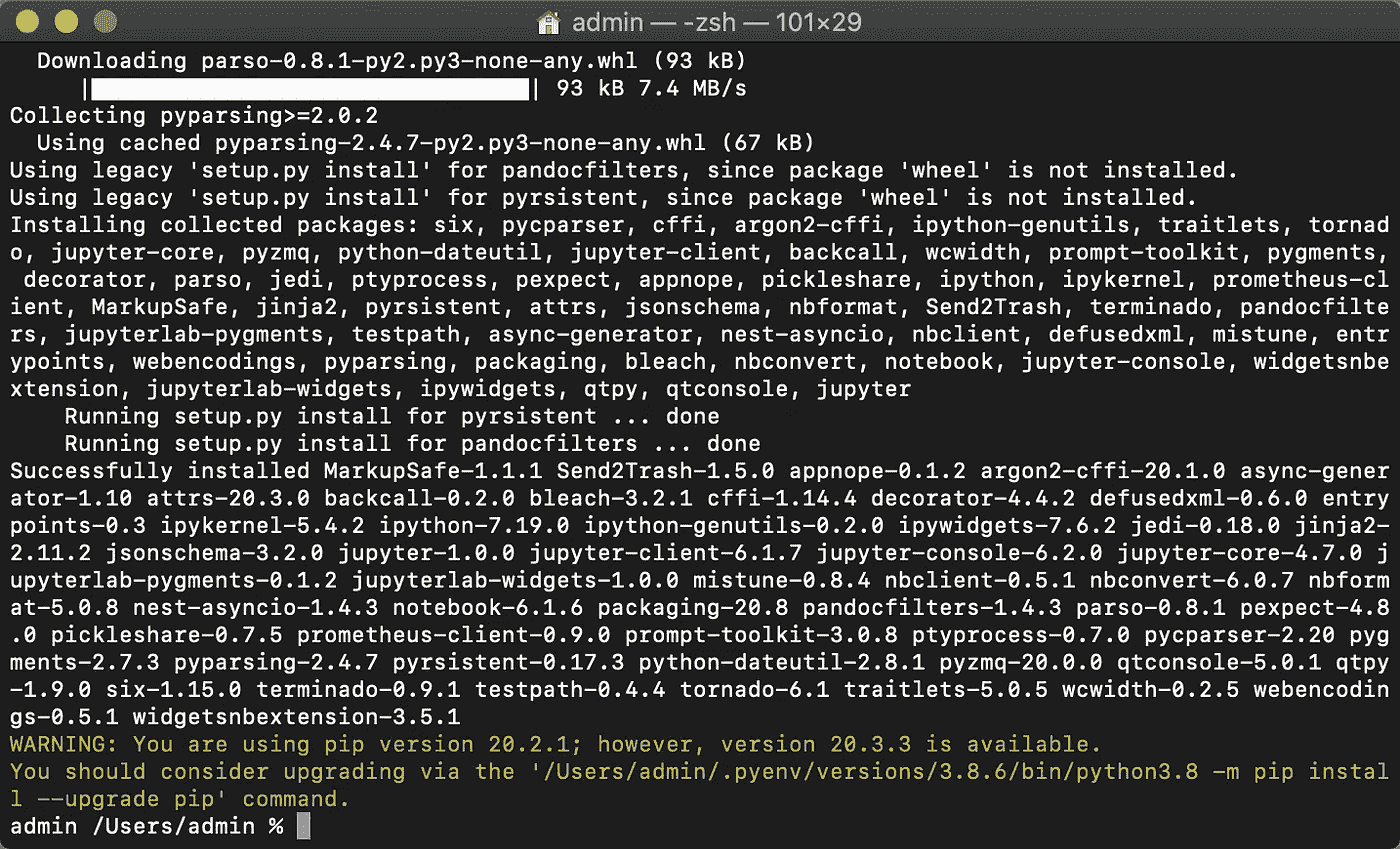 admin — -zsh — 101×29
Downloading parso-0.8.1-py2.py3-none-any.whl (93 kB)
|| 93 kB 7.4 MB/s
Collecting pyparsing>=2.0.2
Using cached pyparsing-2.4.7-py2.py3-none-any.whl (67 kB)
Using legacy 'setup.py install' for pandocfilters, since package 'wheel' is not installed.
Using legacy 'setup.py install' for pyrsistent, since package 'wheel' is not installed.
Installing collected packages: six, pycparser, cffi, argon2-cffi, ipython-genutils, traitlets, tornad
o, jupyter-core, pyzmq, python-dateutil, jupyter-client, backcall, wcwidth, prompt-toolkit, pygments,
decorator, parso, jedi, ptyprocess, pexpect, appnope, pickleshare, ipython, ipykernel, prometheus-cl
ient, MarkupSafe, jinja2, pyrsistent, attrs, jsonschema, nbformat, Send2Trash, terminado, pandocfilte
rs, jupyterlab-pygments, testpath, async-generator, nest-asyncio, nbclient, defusedxml, mistune, entr
ypoints, webencodings, pyparsing, packaging, bleach, nbconvert, notebook, jupyter-console, widgetsnbe
xtension, jupyterlab-widgets, ipywidgets, qtpy, qtconsole, jupyter
Running setup.py install for pyrsistent ... done
Running setup.py install for pandocfilters ... done
Successfully installed MarkupSafe-1.1.1 Send2Trash-1.5.0 appnope-0.1.2 argon2-cffi-20.1.0 async-gener
ator-1.10 attrs-20.3.0 backcall-0.2.0 bleach-3.2.1 cffi-1.14.4 decorator-4.4.2 defusedxml-0.6.0 entry
points-0.3 ipykernel-5.4.2 ipython-7.19.0 ipython-genutils-0.2.0 ipywidgets-7.6.2 jedi-0.18.0 jinja2-
2.11.2 jsonschema-3.2.0 jupyter-1.0.0 jupyter-client-6.1.7 jupyter-console-6.2.0 jupyter-core-4.7.0 j
upyterlab-pygments-0.1.2 jupyterlab-widgets-1.0.0 mistune-0.8.4 nbclient-0.5.1 nbconvert-6.0.7 nbform
at-5.0.8 nest-asyncio-1.4.3 notebook-6.1.6 packaging-20.8 pandocfilters-1.4.3 parso-0.8.1 pexpect-4.8
.0 pickleshare-0.7.5 prometheus-client-0.9.0 prompt-toolkit-3.0.8 ptyprocess-0.7.0 pycparser-2.20 pyg
ments-2.7.3 pyparsing-2.4.7 pyrsistent-0.17.3 python-dateutil-2.8.1 pyzmq-20.0.0 qtconsole-5.0.1 qtpy
-1.9.0 six-1.15.0 terminado-0.9.1 testpath-0.4.4 tornado-6.1 traitlets-5.0.5 wcwidth-0.2.5 webencodin
gs-0.5.1 widgetsnbextension-3.5.1
WARNING: You are using pip version 20.2.1; however, version 20.3.3 is available.
You should consider upgrading via the '/Users/admin/.pyenv/versions/3.8.6/bin/python3.8 -m pip instal
l --upgrade pip' command.
admin /Users/admin %